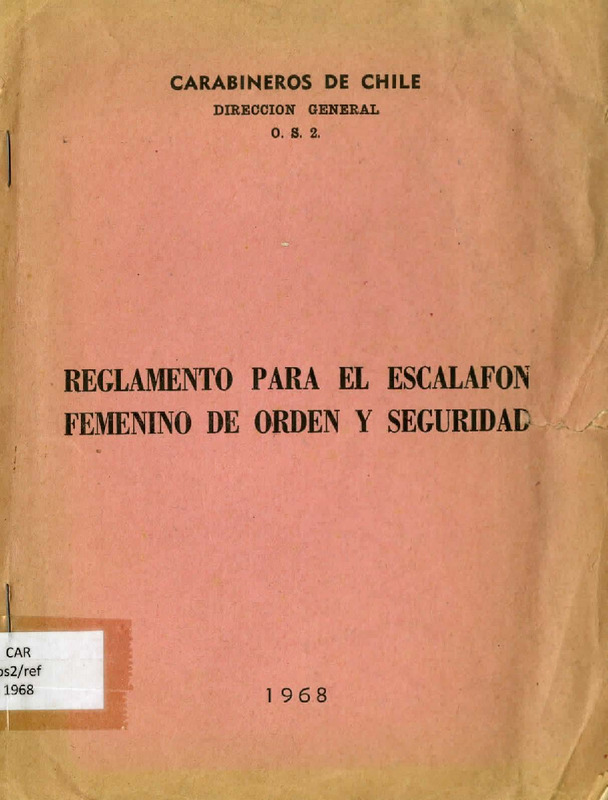 CARABINEROS DE CHILE
DIRECCION GENERAL
O. S. 2.
REGLAMENTO PARA EL ESCALAFON
FEMENINO DE ORDEN Y SEGURIDAD
CAR
os2/ref
1968
1968